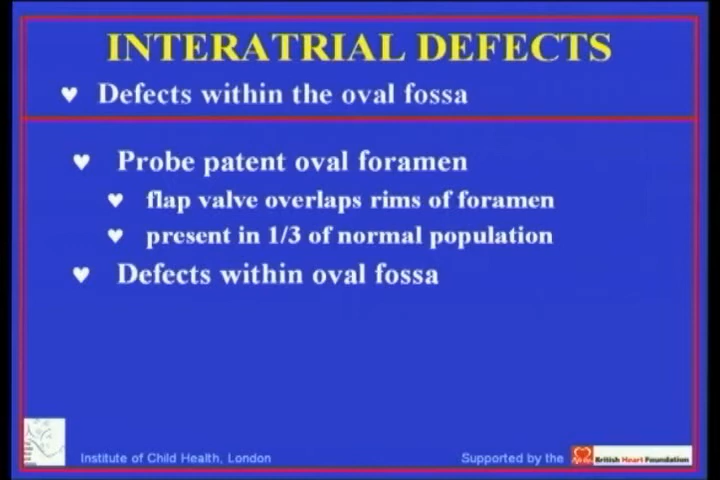 INTERATRIAL DEFECTS
Defects within the oval fossa
Probe patent oval foramen
flap valve overlaps rims of foramen
present in 1/3 of normal population
Defects within oval fossa
Institute of Child Health, London
Supported by the
British Heart Foundation